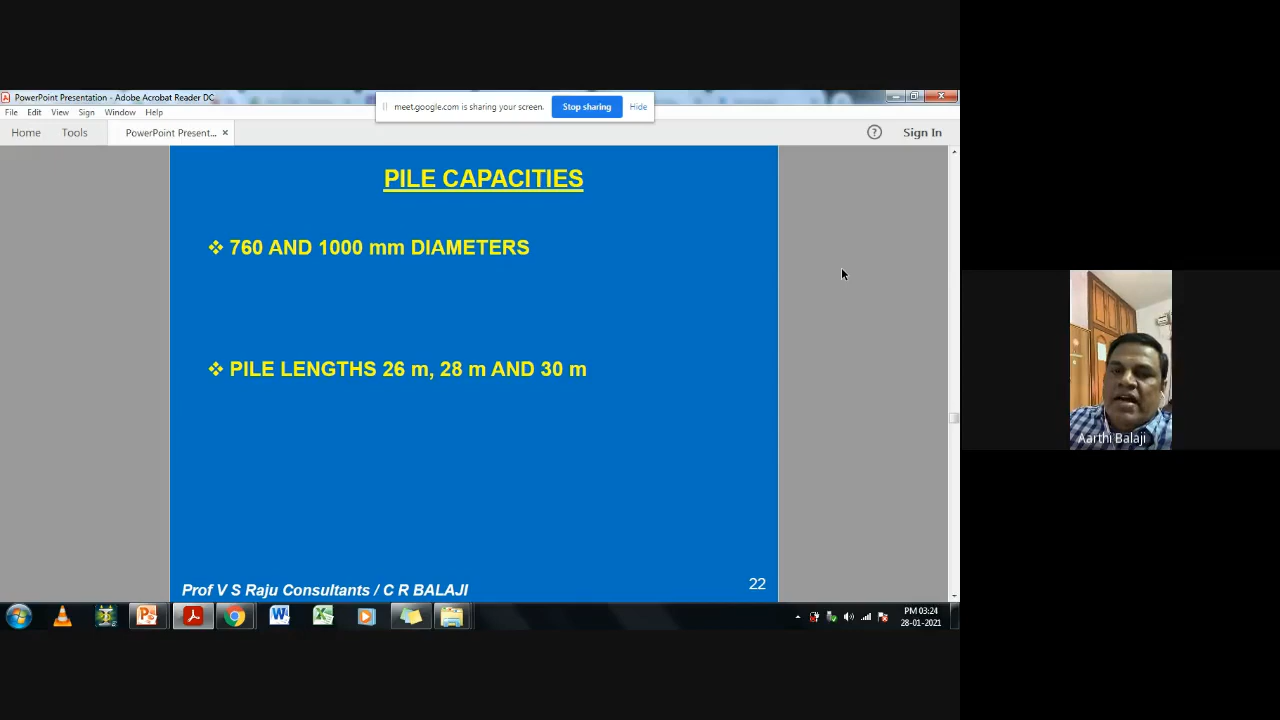 PowerPoint Presentation - Adobe Acrobat Reader DC
File Edit View Sign Window Help
meet.google.com is sharing your screen. Stop sharing Hide
Home Tools PowerPoint Present... × ? Sign In
PILE CAPACITIES
❖ 760 AND 1000 mm DIAMETERS
❖ PILE LENGTHS 26 m, 28 m AND 30 m
Prof V S Raju Consultants / C R BALAJI
22
Aarthi Balaji
PM 03:24
28-01-2021